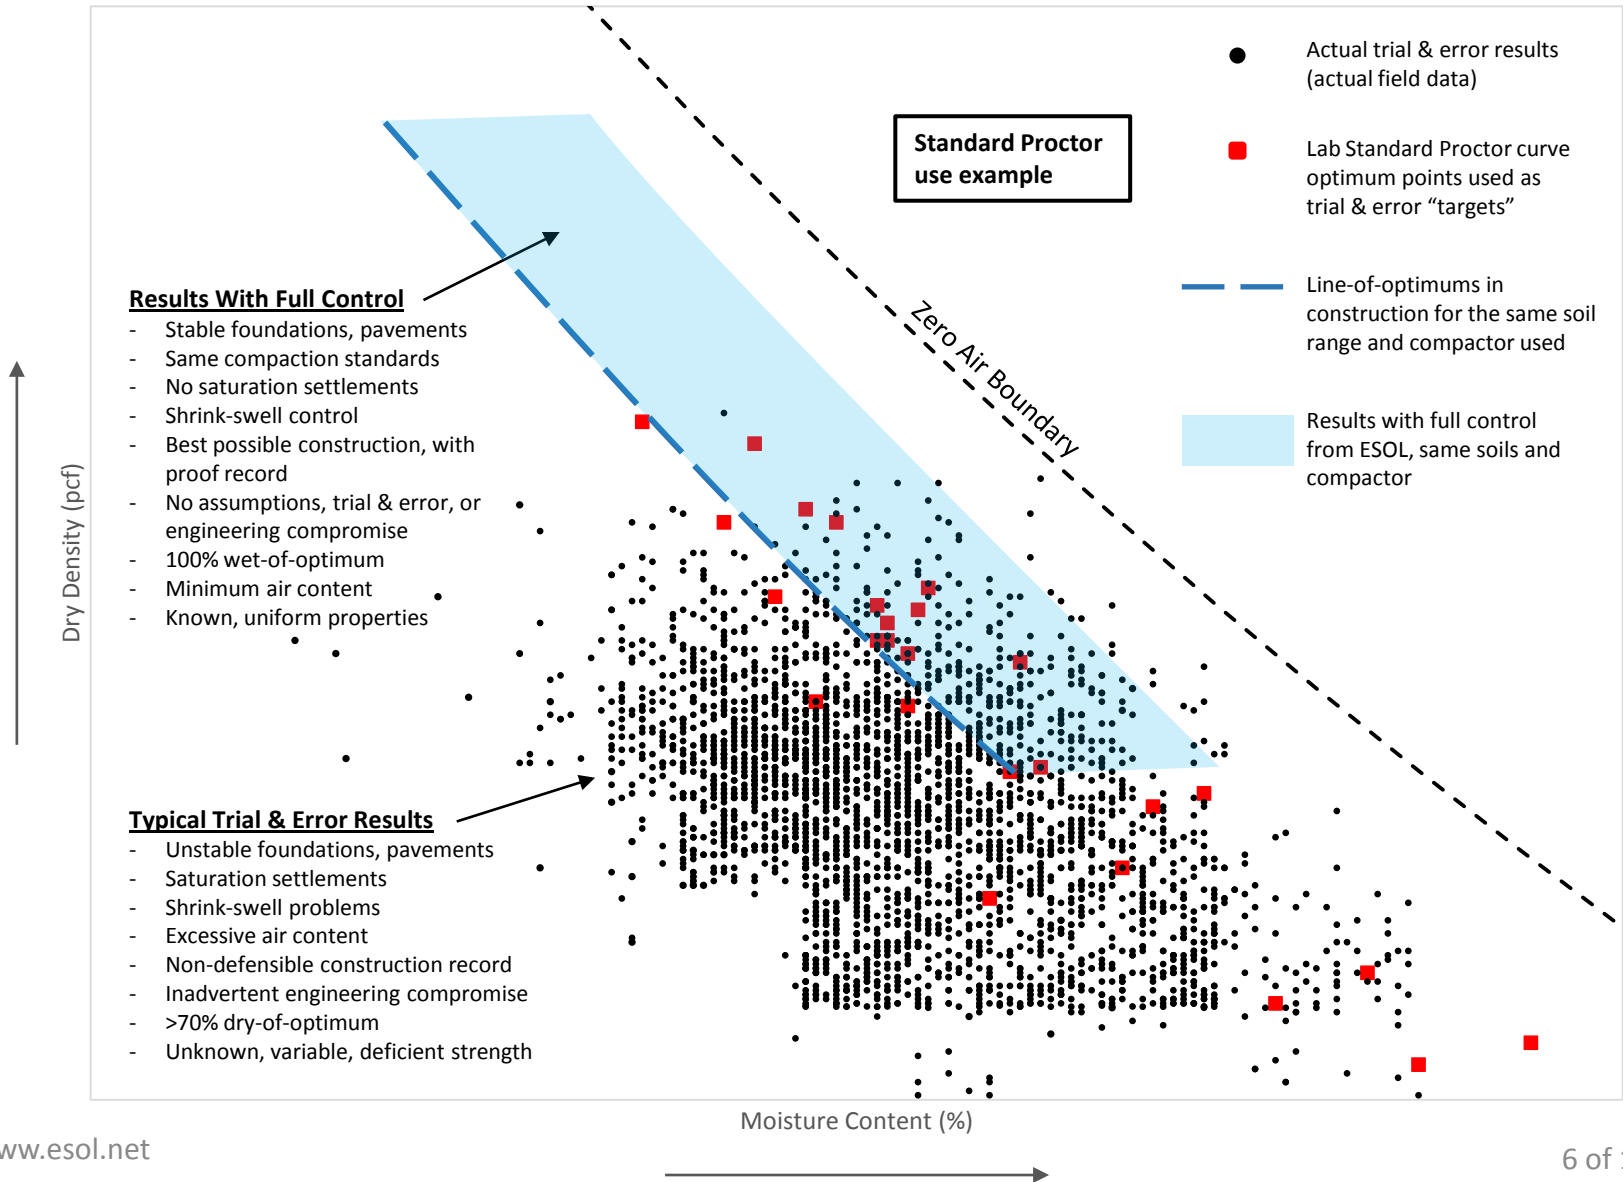 Actual trial & error results
(actual field data)
Standard Proctor
use example
Lab Standard Proctor curve
optimum points used as
trial & error “targets”
Line-of-optimums in
construction for the same soil
range and compactor used
Zero Air Boundary
Results with full control
from ESOL, same soils and
compactor
Results With Full Control
- Stable foundations, pavements
- Same compaction standards
- No saturation settlements
- Shrink-swell control
- Best possible construction, with
proof record
- No assumptions, trial & error, or
engineering compromise
- 100% wet-of-optimum
- Minimum air content
- Known, uniform properties
Dry Density (pcf)
Typical Trial & Error Results
- Unstable foundations, pavements
- Saturation settlements
- Shrink-swell problems
- Excessive air content
- Non-defensible construction record
- Inadvertent engineering compromise
- >70% dry-of-optimum
- Unknown, variable, deficient strength
Moisture Content (%)
ww.esol.net
6 of